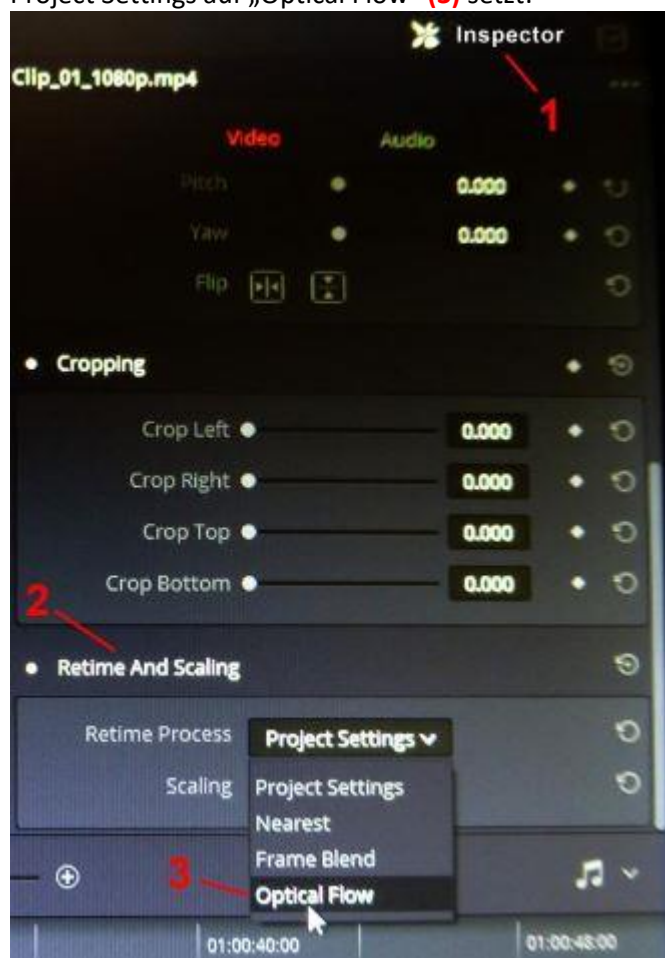 Project Settings auf „Optical Flow“ (3) setzt:
Inspector
Clip_01_1080p.mp4
1
Video Audio
Pitch 0.000
Yaw 0.000
Flip
Cropping
Crop Left 0.000
Crop Right 0.000
Crop Top 0.000
Crop Bottom 0.000
2
Retime And Scaling
Retime Process Project Settings
Scaling Project Settings
Nearest
Frame Blend
3 Optical Flow
01:00:40:00 01:00:48:00